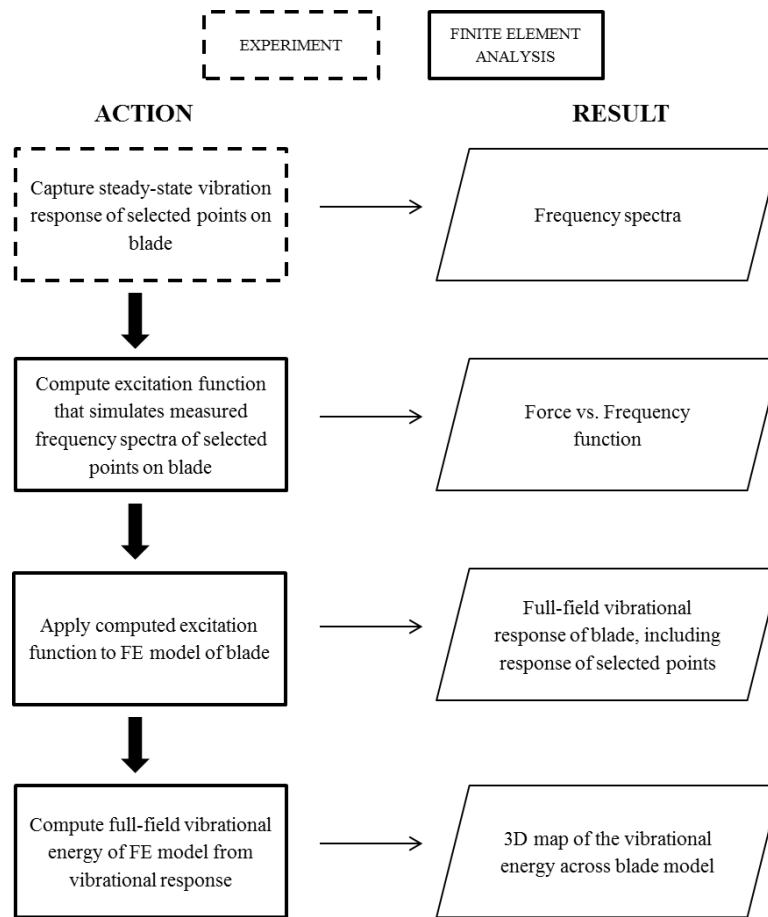 EXPERIMENT
FINITE ELEMENT
ANALYSIS
ACTION
RESULT
Capture steady-state vibration
response of selected points on
blade
Frequency spectra
Compute excitation function
that simulates measured
frequency spectra of selected
points on blade
Force vs. Frequency
function
Apply computed excitation
function to FE model of blade
Full-field vibrational
response of blade, including
response of selected points
Compute full-field vibrational
energy of FE model from
vibrational response
3D map of the vibrational
energy across blade model